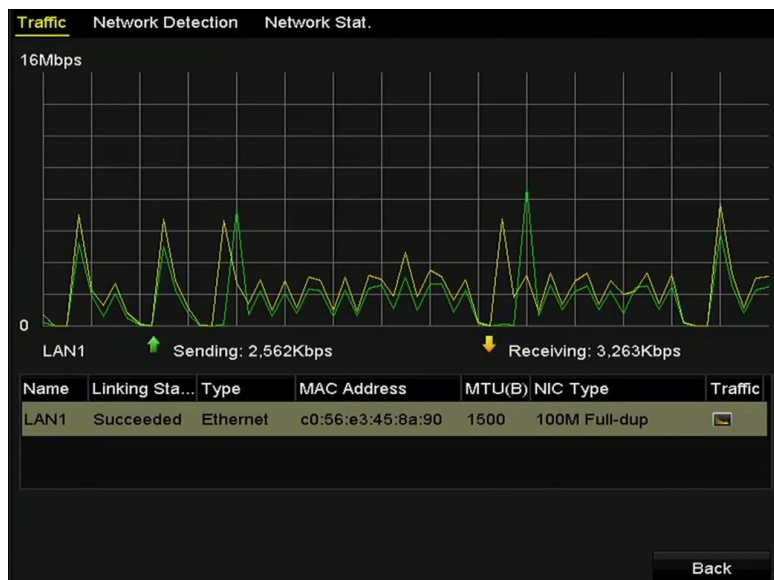 Traffic Network Detection Network Stat.
16Mbps
0
LAN1 Sending: 2,562Kbps Receiving: 3,263Kbps
Name Linking Sta... Type MAC Address MTU(B) NIC Type Traffic
LAN1 Succeeded Ethernet c0:56:e3:45:8a:90 1500 100M Full-dup
Back